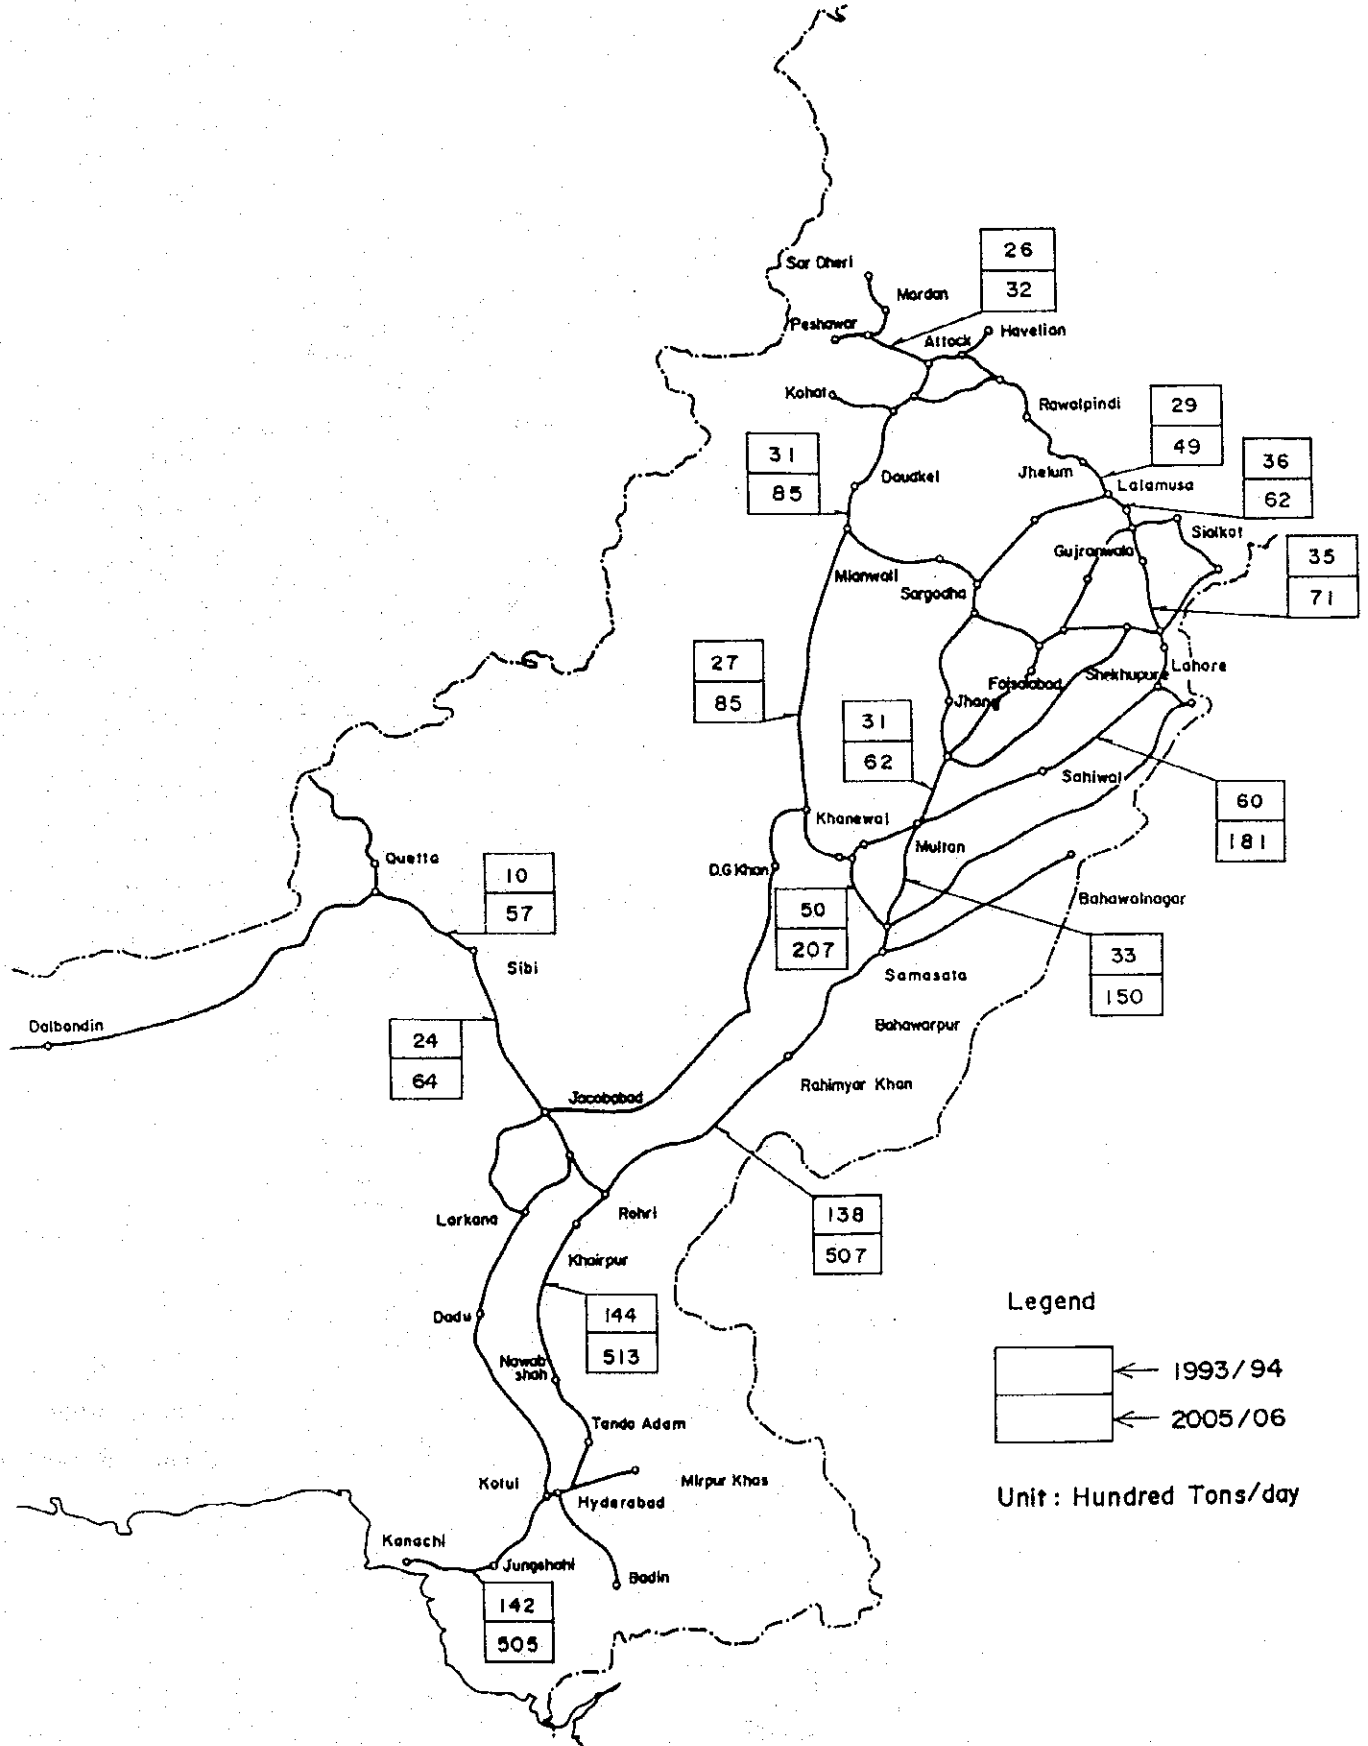 Sar Dheri
26
32
Mardan
Peshawar
Attock
Havelian
Kohat
Rawalpindi
29
49
31
85
Daudkel
Jhelum
Lalamusa
36
62
Sialkot
Gujranwala
35
71
Mianwali
Sargodha
27
85
Lahore
Shekhupure
Faisalabad
Jhang
31
62
Sahiwal
60
181
Khanewal
Multan
Quetta
10
57
D.G Khan
50
207
Bahawalnagar
33
150
Sibi
Samasata
Dalbondin
24
64
Bahawarpur
Rahimyar Khan
Jacobabad
138
507
Larkana
Rohri
Khairpur
Dadu
144
513
Legend
1993/94
2005/06
Nawab
shah
Tando Adam
Kotui
Hyderabad
Mirpur Khas
Unit : Hundred Tons/day
Kanachi
Jungshahi
Badin
142
505